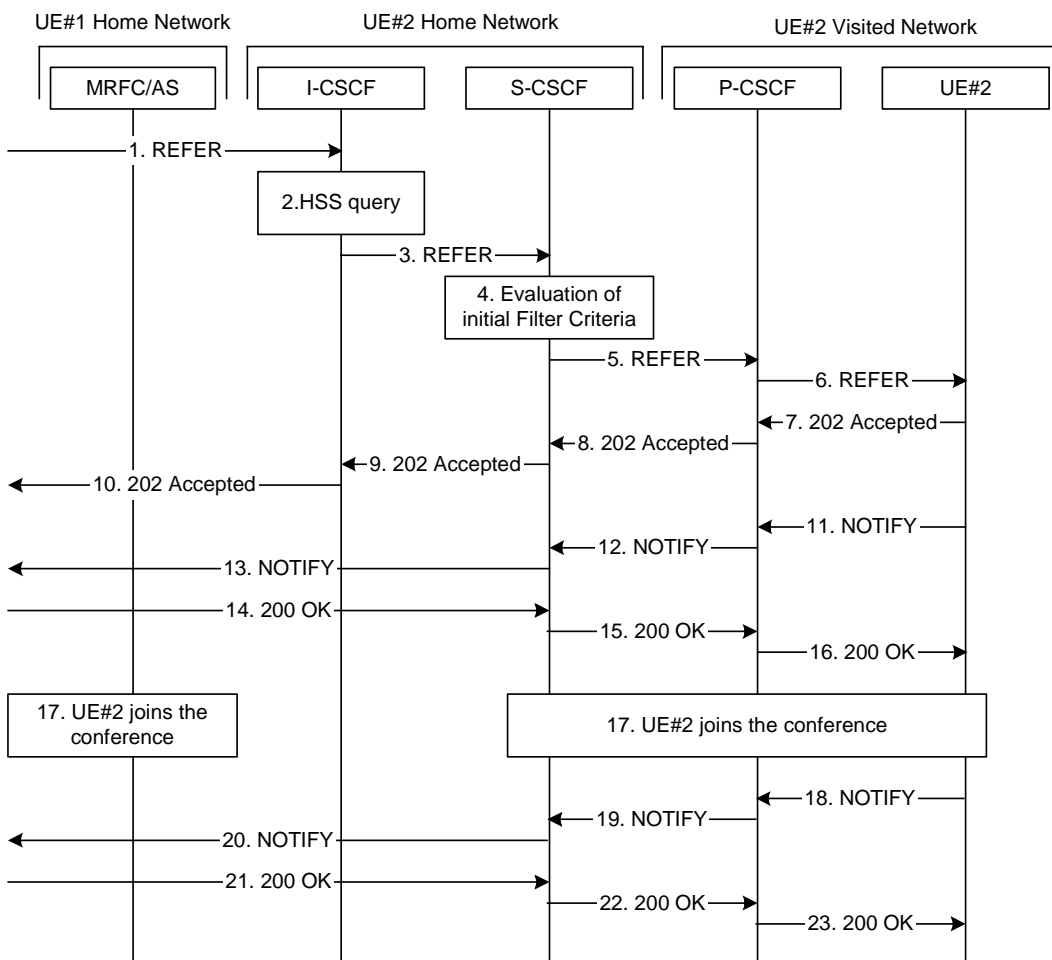 UE#1 Home Network
UE#2 Home Network
UE#2 Visited Network
MRFC/AS
I-CSCF
S-CSCF
P-CSCF
UE#2
1. REFER
2.HSS query
3. REFER
4. Evaluation of
initial Filter Criteria
5. REFER
6. REFER
7. 202 Accepted
8. 202 Accepted
9. 202 Accepted
10. 202 Accepted
11. NOTIFY
12. NOTIFY
13. NOTIFY
14. 200 OK
15. 200 OK
16. 200 OK
17. UE#2 joins the
conference
17. UE#2 joins the conference
18. NOTIFY
19. NOTIFY
20. NOTIFY
21. 200 OK
22. 200 OK
23. 200 OK